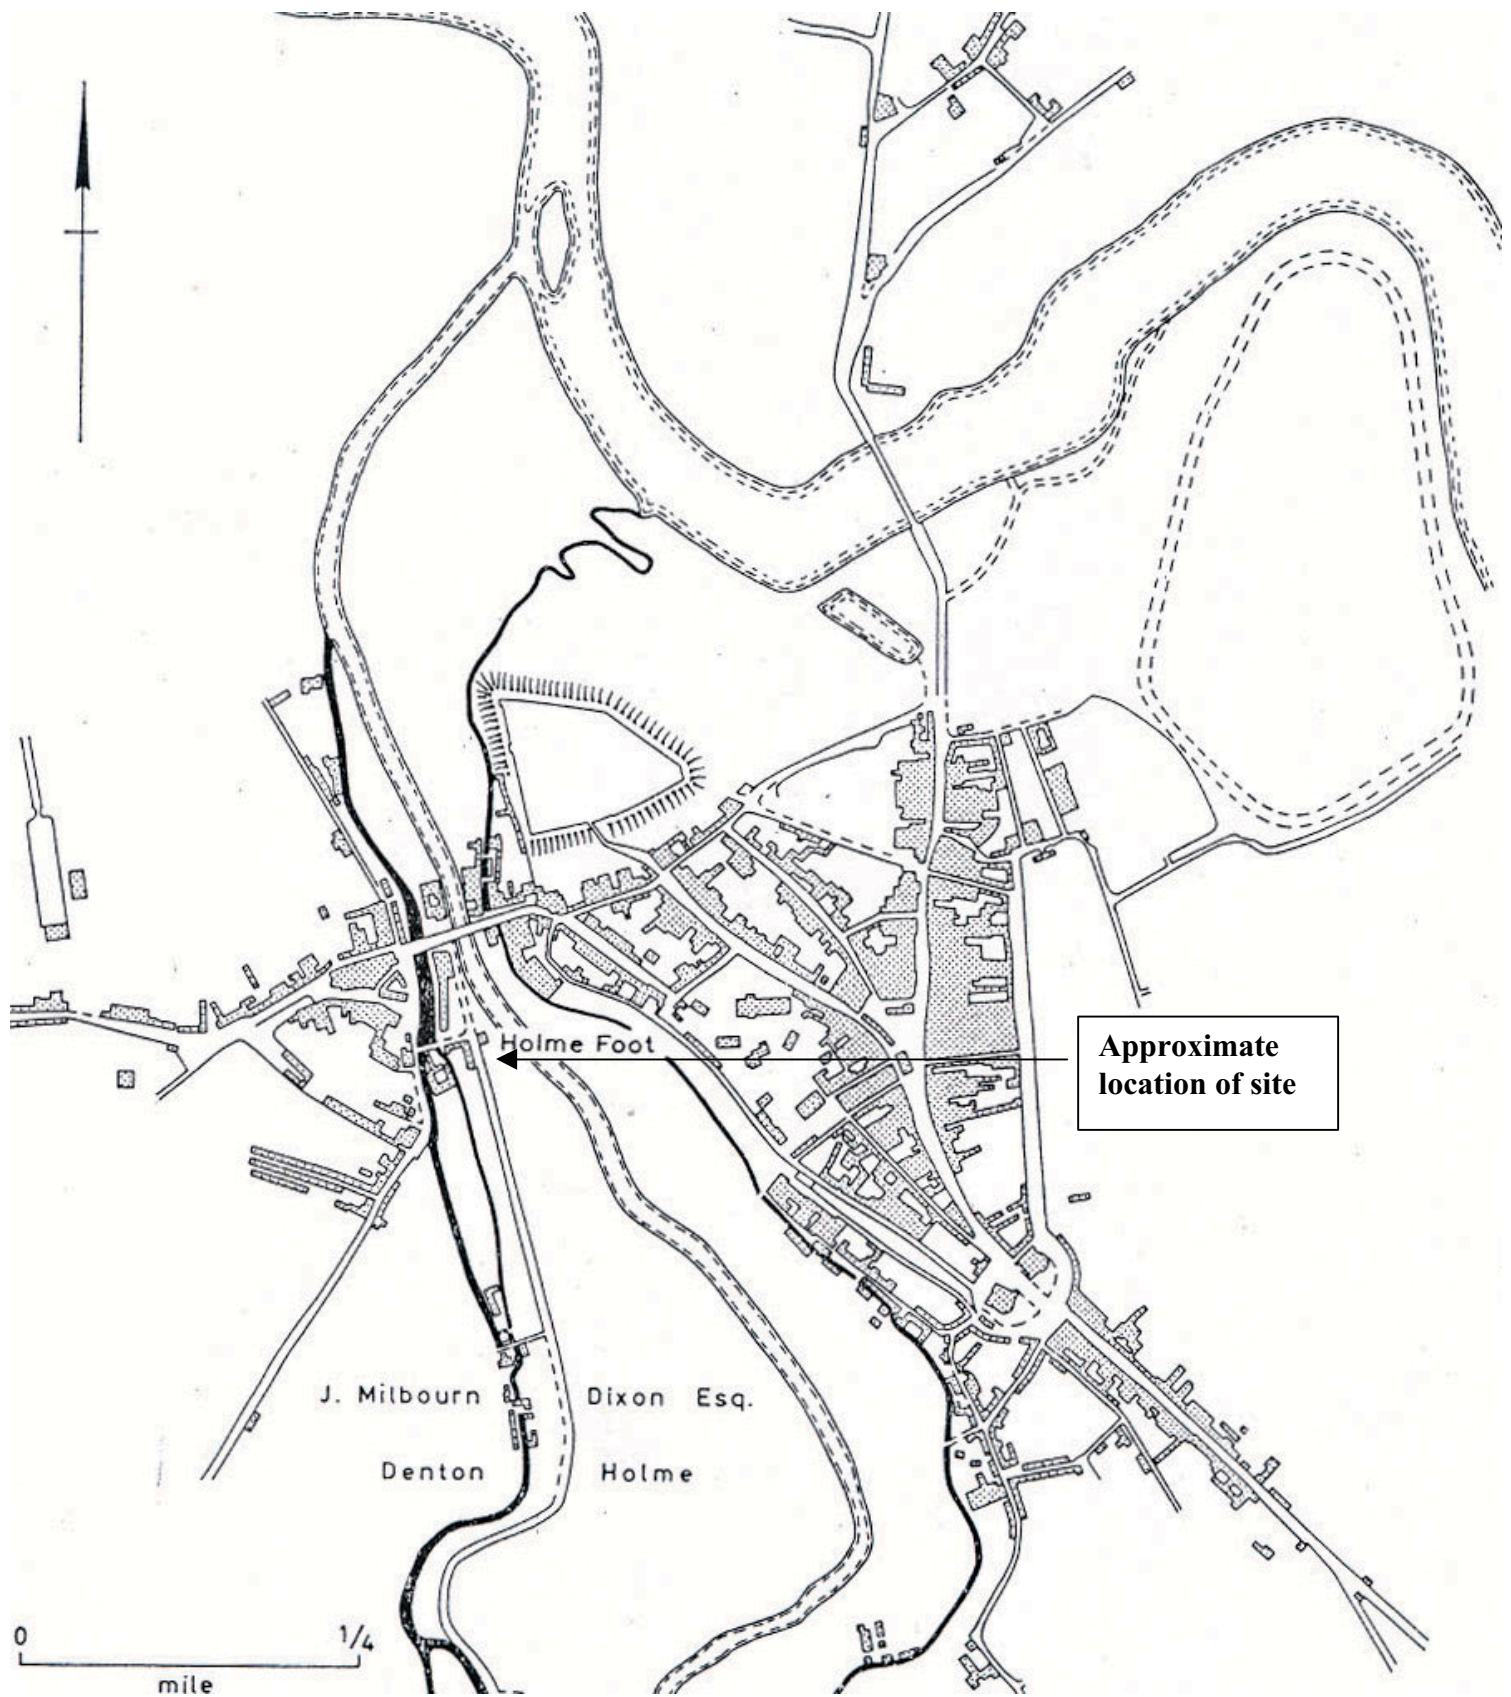 Holme Foot
Approximate
location of site
J. Milbourn Dixon Esq.
Denton Holme
0 1/4
mile